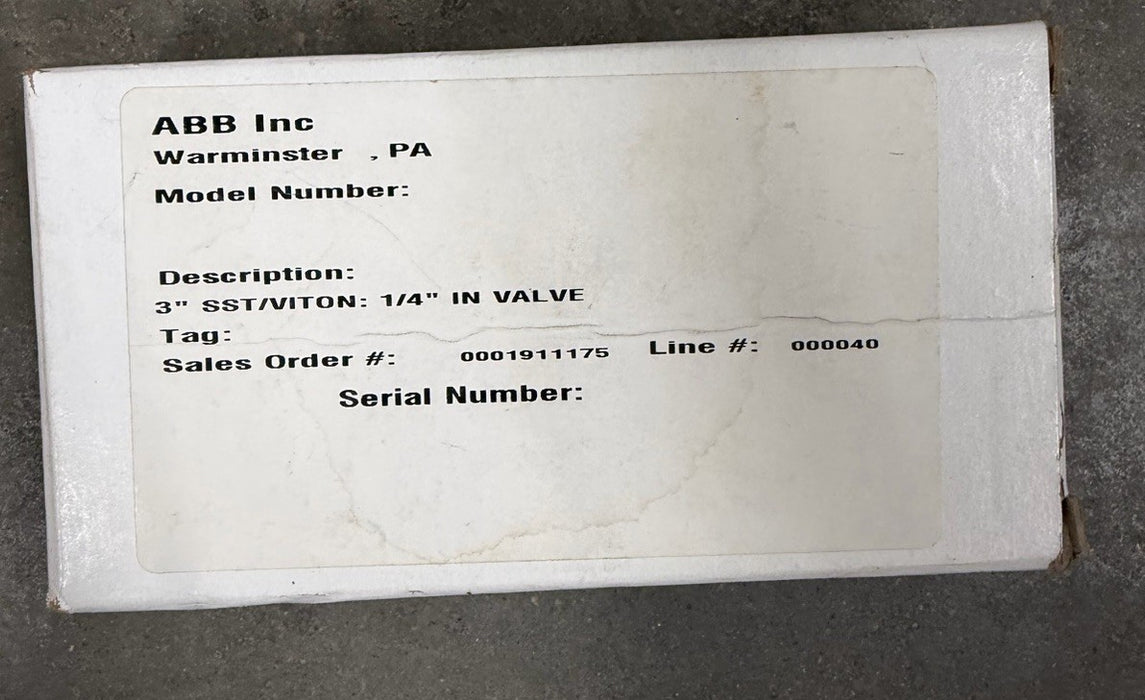 ABB Inc
Warminster , PA
Model Number:
Description:
3" SST/VITON: 1/4" IN VALVE
Tag:
Sales Order #: 0001911175 Line #: 000040
Serial Number: